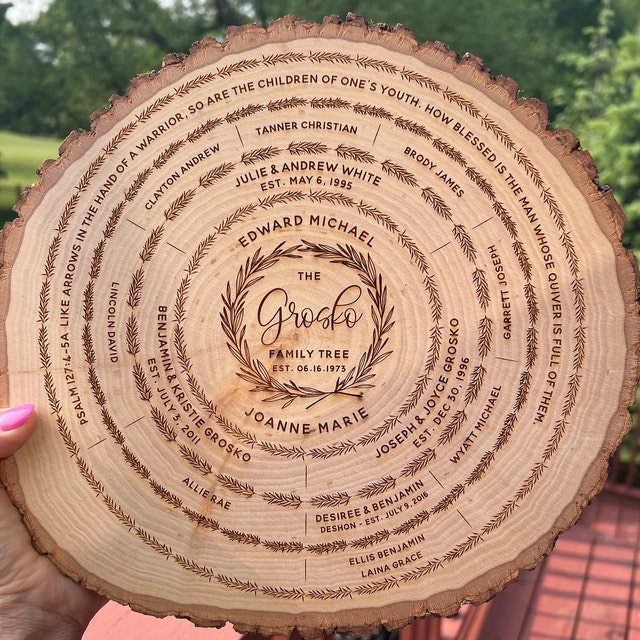 PSALM 127:4-5A LIKE ARROWS IN THE HAND OF A WARRIOR, SO ARE THE CHILDREN OF ONE'S YOUTH. HOW BLESSED IS THE MAN WHOSE QUIVER IS FULL OF THEM
LINCOLN DAVID
CLAYTON ANDREW
TANNER CHRISTIAN
BRODY JAMES
GARRETT JOSEPH
WYATT MICHAEL
JULIE & ANDREW WHITE
EST. MAY 6, 1995
EDWARD MICHAEL
THE
Grosko
FAMILY TREE
EST. 06.16.1973
JOANNE MARIE
BENJAMIN & KRISTIE GROSKO
EST. JULY 3, 2011
JOSEPH & JOYCE GROSKO
EST. DEC 30, 1996
ALLIE RAE
DESIREE & BENJAMIN
DESHON - EST. JULY 9, 2016
ELLIS BENJAMIN
LAINA GRACE